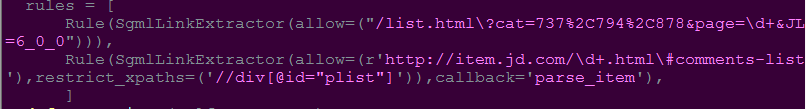 rules = [
Rule(SgmlLinkExtractor(allow=("/list.html\?cat=737%2C794%2C878&page=\d+&JL
=6_0_0"))),
Rule(SgmlLinkExtractor(allow=(r'http://item.jd.com/\d+.html\#comments-list
'),restrict_xpaths=('//div[@id="plist"]')),callback='parse_item'),
]